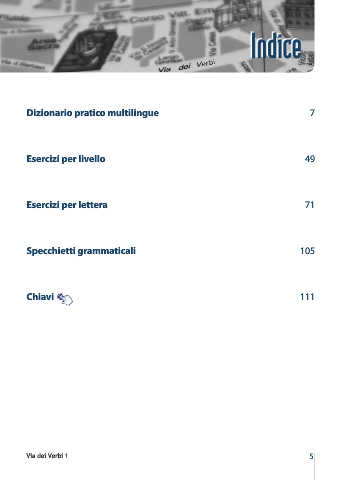 Corso Vitt. Em
Via dei Verbi
Indice
Dizionario pratico multilingue 7
Esercizi per livello 49
Esercizi per lettera 71
Specchietti grammaticali 105
Chiavi 111
Via dei Verbi 1 5